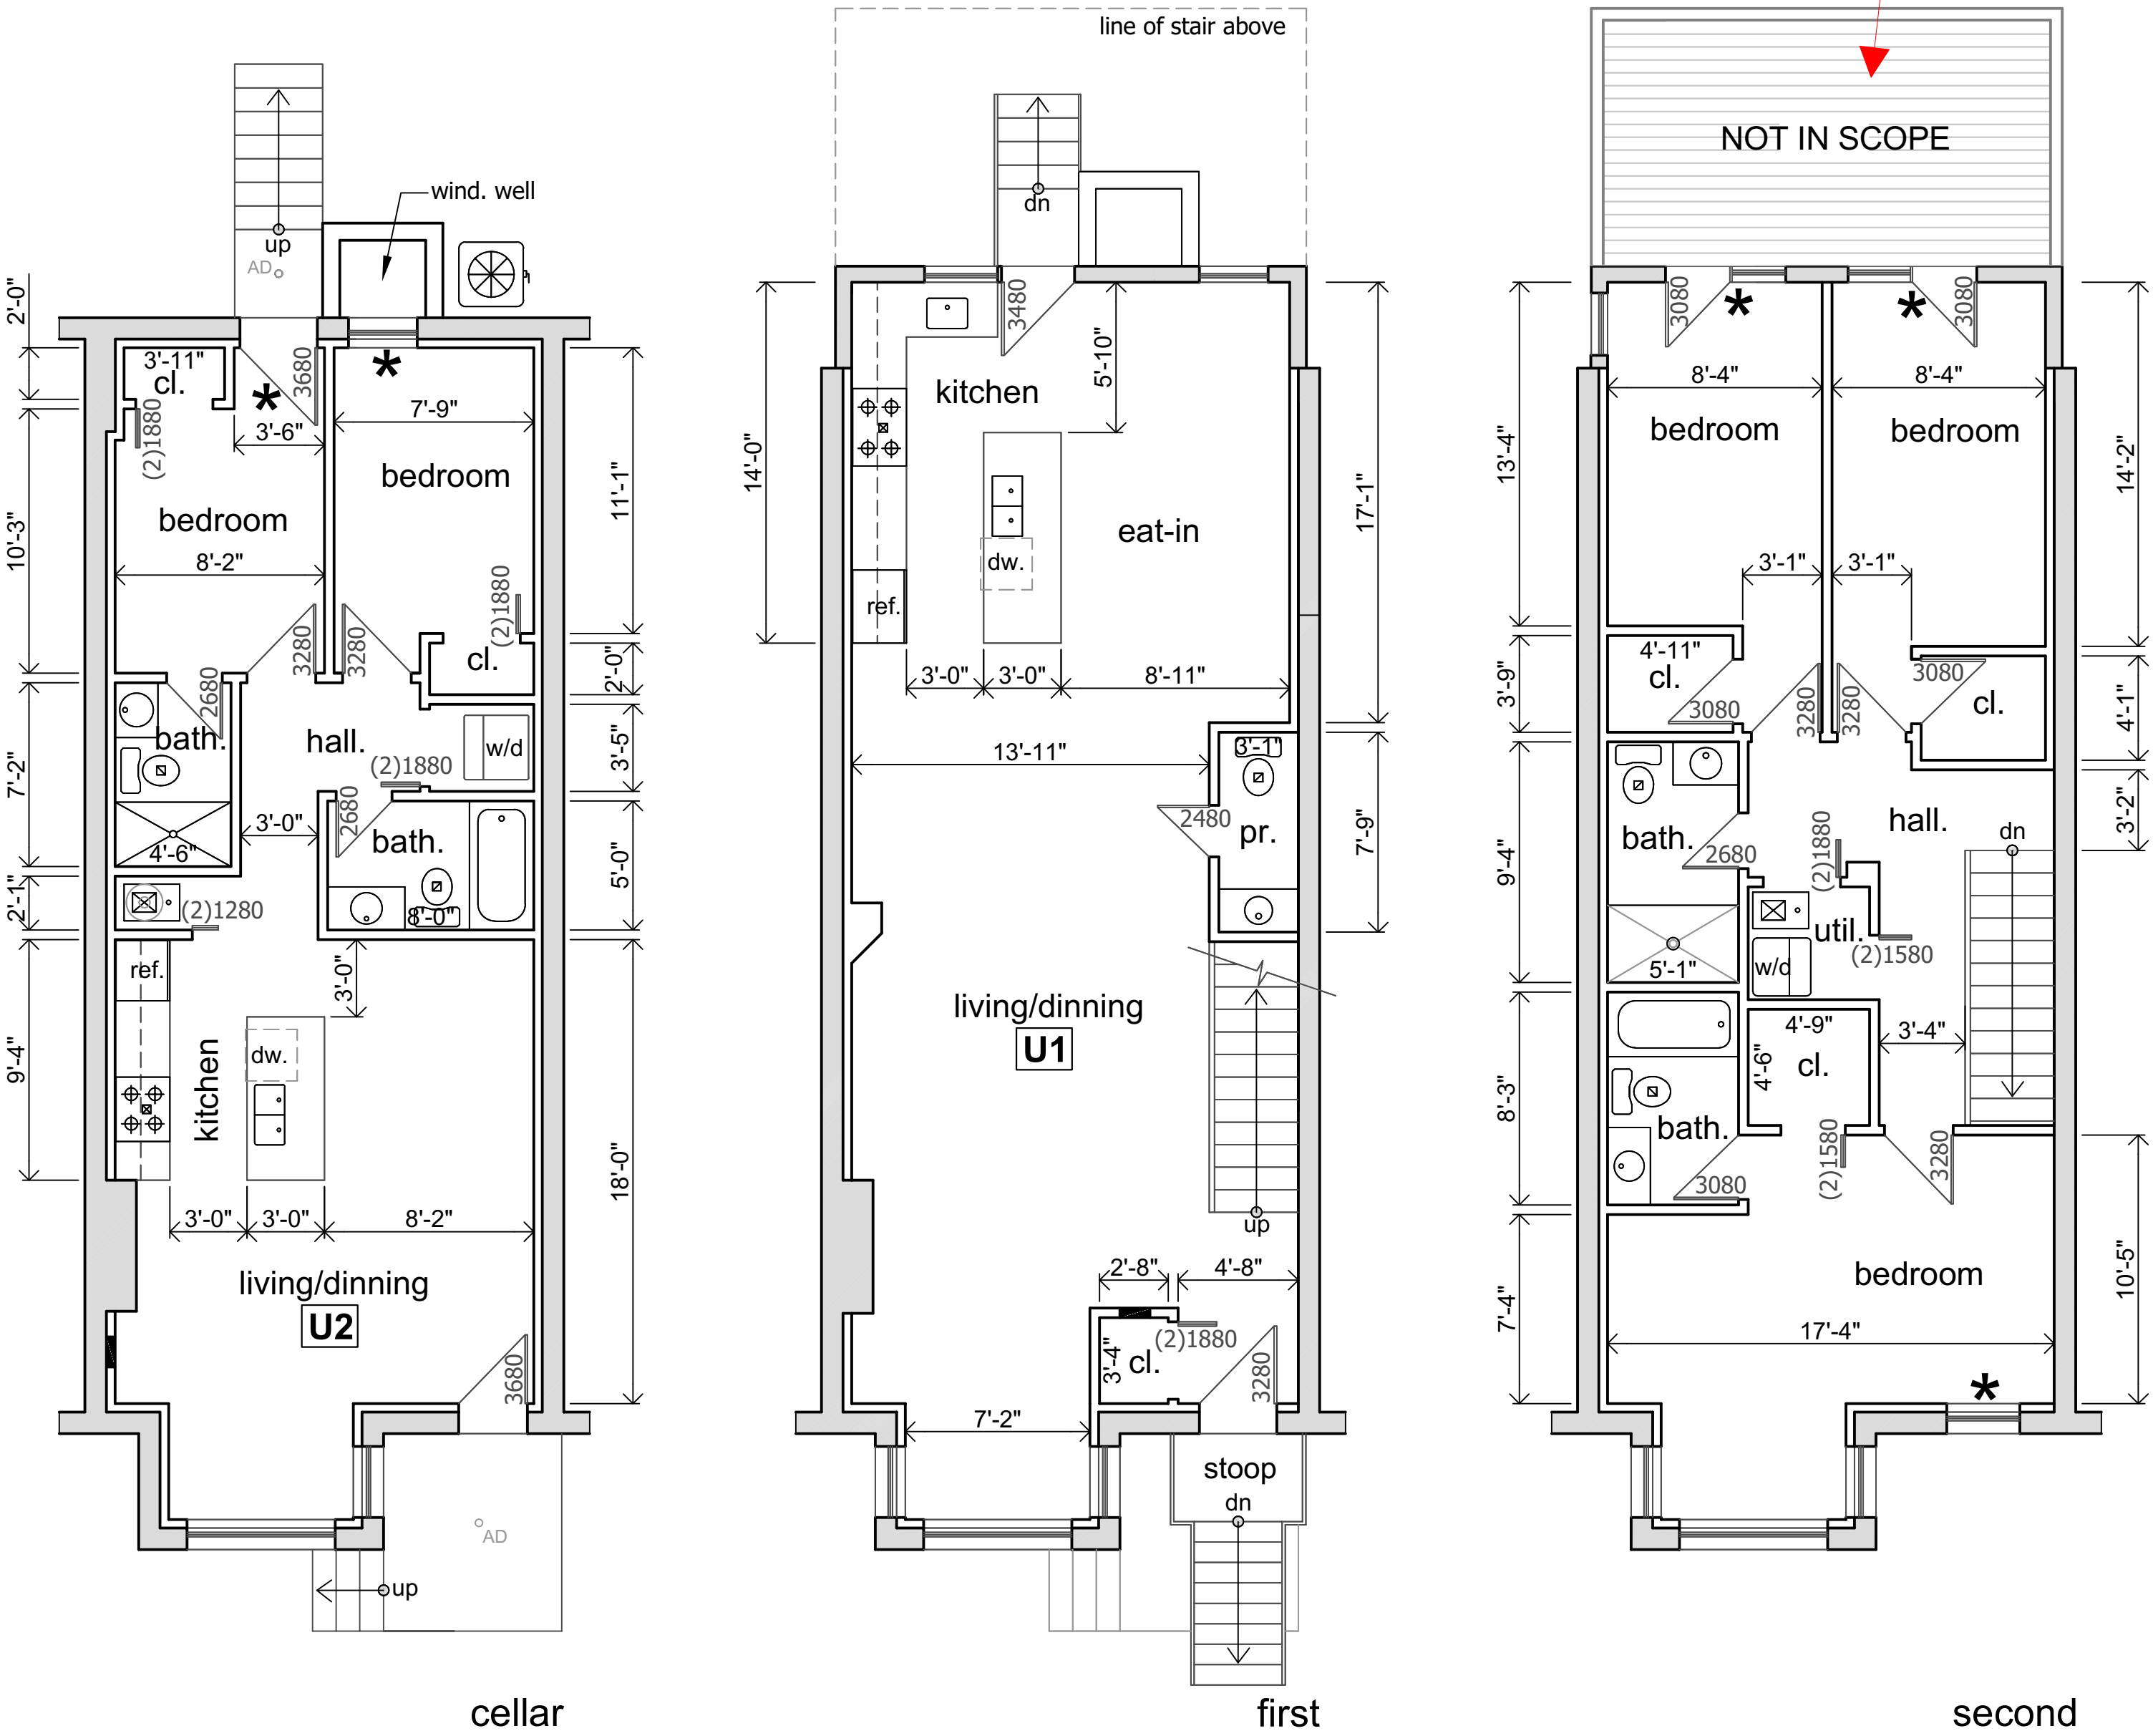 wind. well
up
AD
2'-0"
3'-11"
cl.
(2)1880
3680
*
*
3'-6"
7'-9"
bedroom
11'-1"
10'-3"
bedroom
8'-2"
(2)1880
3280
3280
2680
cl.
2'-0"
bath.
hall.
w/d
3'-5"
(2)1880
7'-2"
2680
3'-0"
bath.
4'-6"
5'-0"
2'-1"
(2)1280
8'-0"
ref.
3'-0"
dw.
kitchen
9'-4"
18'-0"
3'-0"
3'-0"
8'-2"
living/dinning
U2
3680
AD
up
cellar
line of stair above
dn
3480
5'-10"
kitchen
14'-0"
17'-1"
eat-in
dw.
ref.
3'-0"
3'-0"
8'-11"
13'-11"
3'-1"
2480
pr.
7'-9"
living/dinning
U1
up
2'-8"
4'-8"
(2)1880
3'-4"
cl.
3280
7'-2"
stoop
dn
first
NOT IN SCOPE
3080
*
*
3080
8'-4"
8'-4"
bedroom
bedroom
13'-4"
14'-2"
3'-1"
3'-1"
4'-11"
cl.
3'-9"
3080
3280
3280
3080
cl.
4'-1"
hall.
3'-2"
dn
bath.
2680
(2)1880
9'-4"
util.
(2)1580
w/d
5'-1"
4'-9"
4'-6"
cl.
3'-4"
8'-3"
bath.
(2)1580
3280
3080
bedroom
10'-5"
7'-4"
17'-4"
*
second